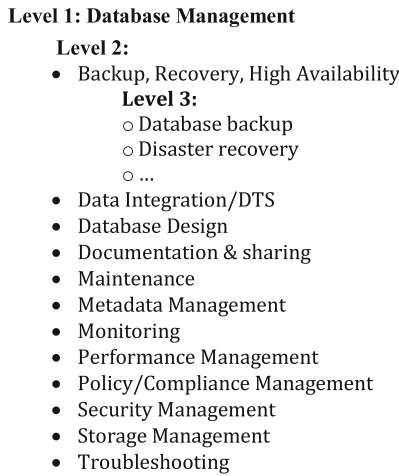 Level 1: Database Management
Level 2:
• Backup, Recovery, High Availability
Level 3:
o Database backup
o Disaster recovery
o ...
• Data Integration/DTS
• Database Design
• Documentation & sharing
• Maintenance
• Metadata Management
• Monitoring
• Performance Management
• Policy/Compliance Management
• Security Management
• Storage Management
• Troubleshooting